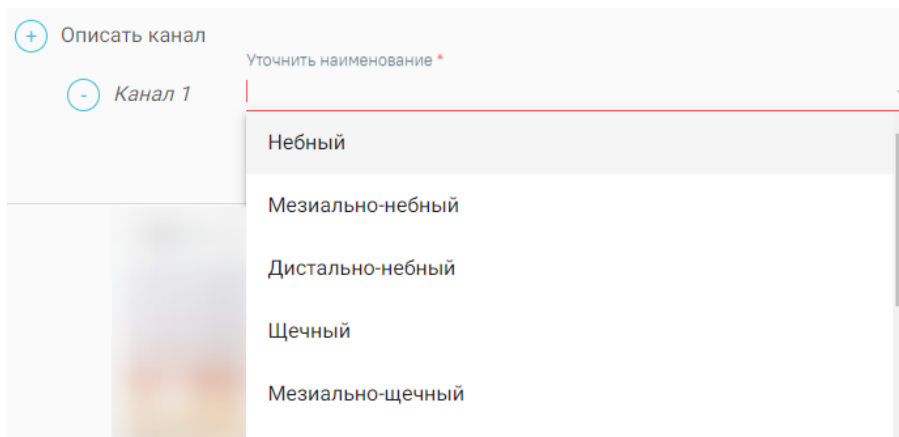 + Описать канал
Уточнить наименование *
- Канал 1
Небный
Мезиально-небный
Дистально-небный
Щечный
Мезиально-щечный